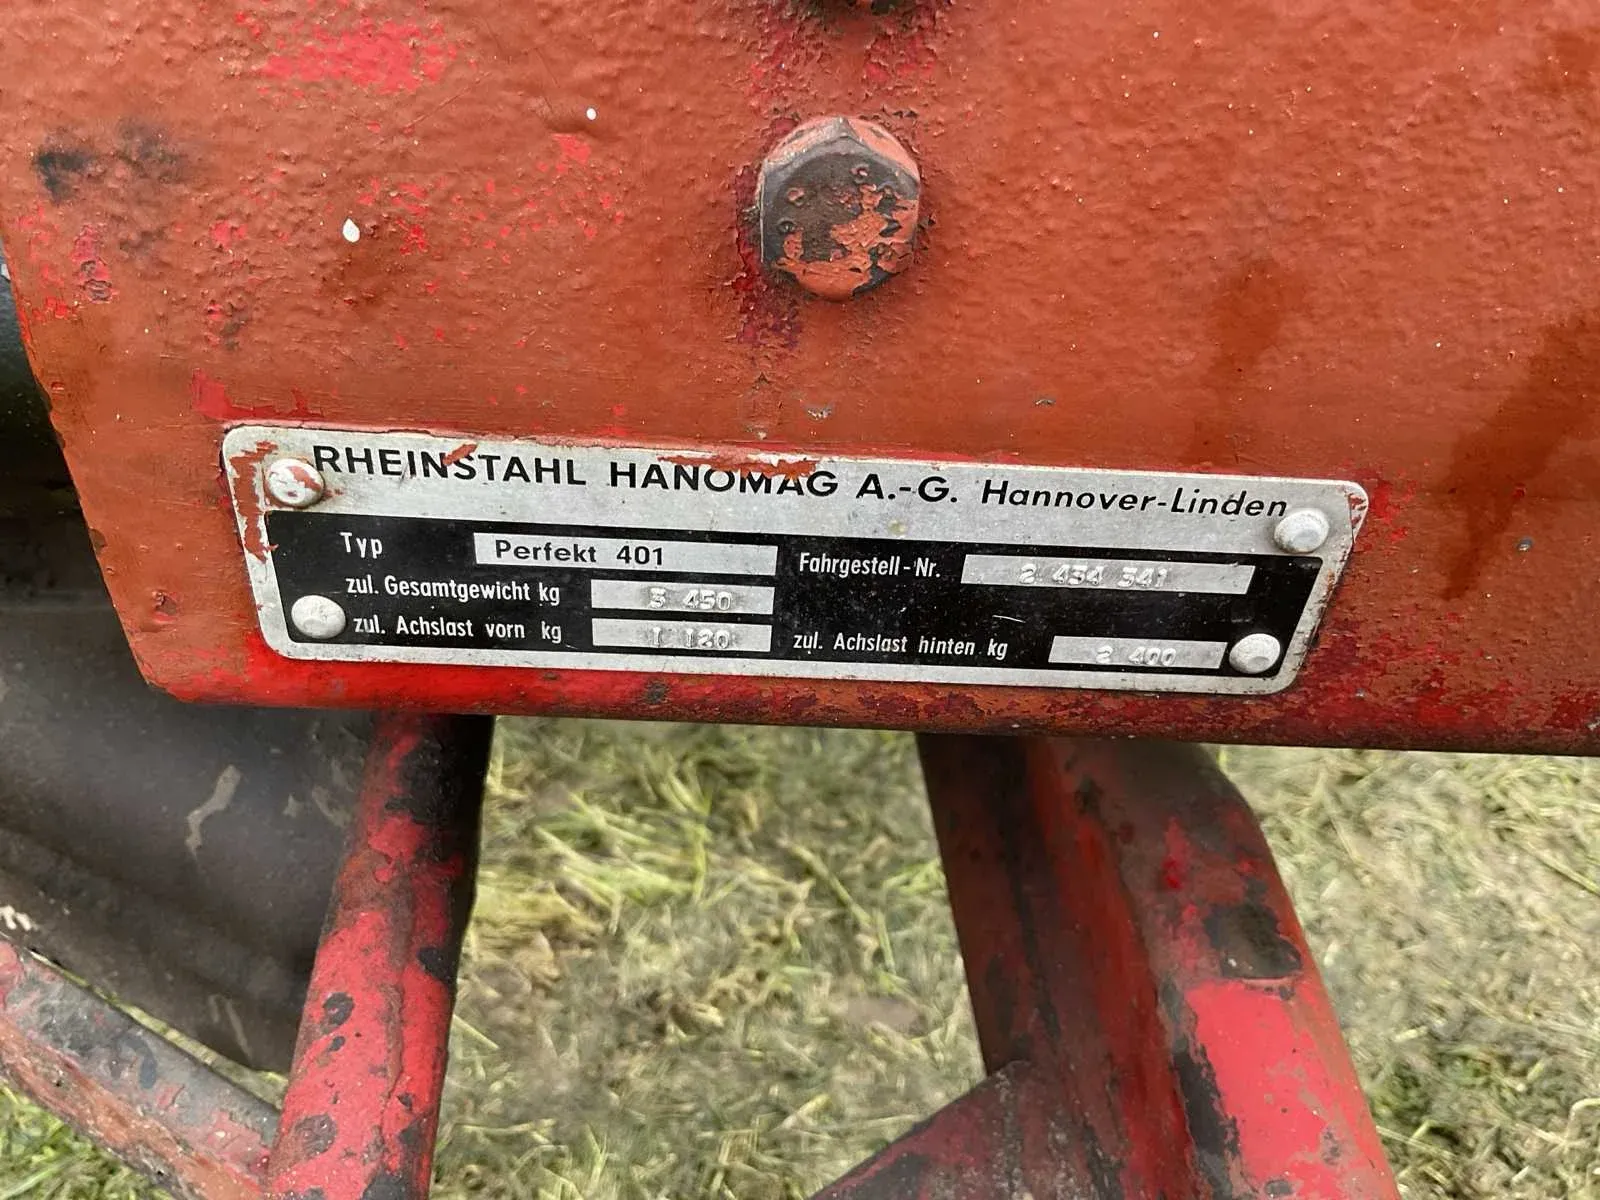 RHEINSTAHL HANOMAG A.-G. Hannover-Linden
Typ Perfekt 401 Fahrgestell-Nr. 2 434 341
zul. Gesamtgewicht kg 3 450
zul. Achslast vorn kg 1 120 zul. Achslast hinten kg 2 400